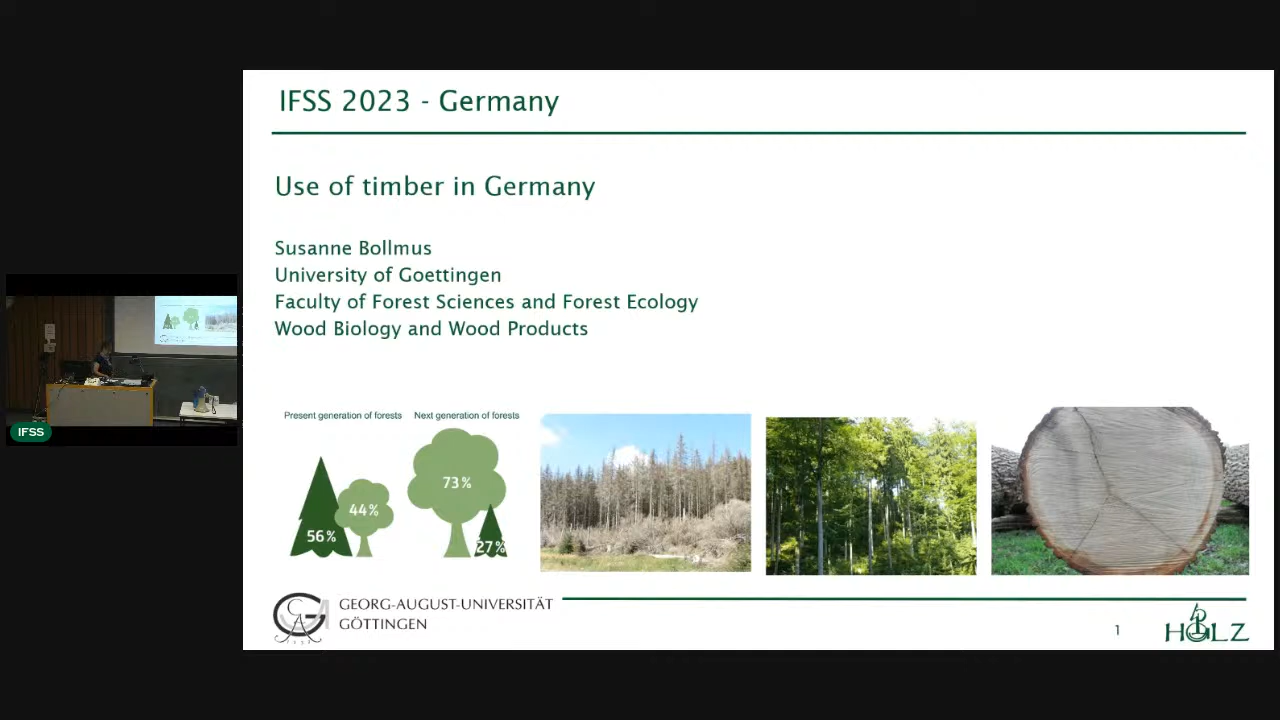 IFSS 2023 - Germany
Use of timber in Germany
Susanne Bollmus
University of Goettingen
Faculty of Forest Sciences and Forest Ecology
Wood Biology and Wood Products
Present generation of forests
Next generation of forests
56%
44%
73%
27%
IFSS
GEORG-AUGUST-UNIVERSITÄT
GÖTTINGEN
1
HOLZ